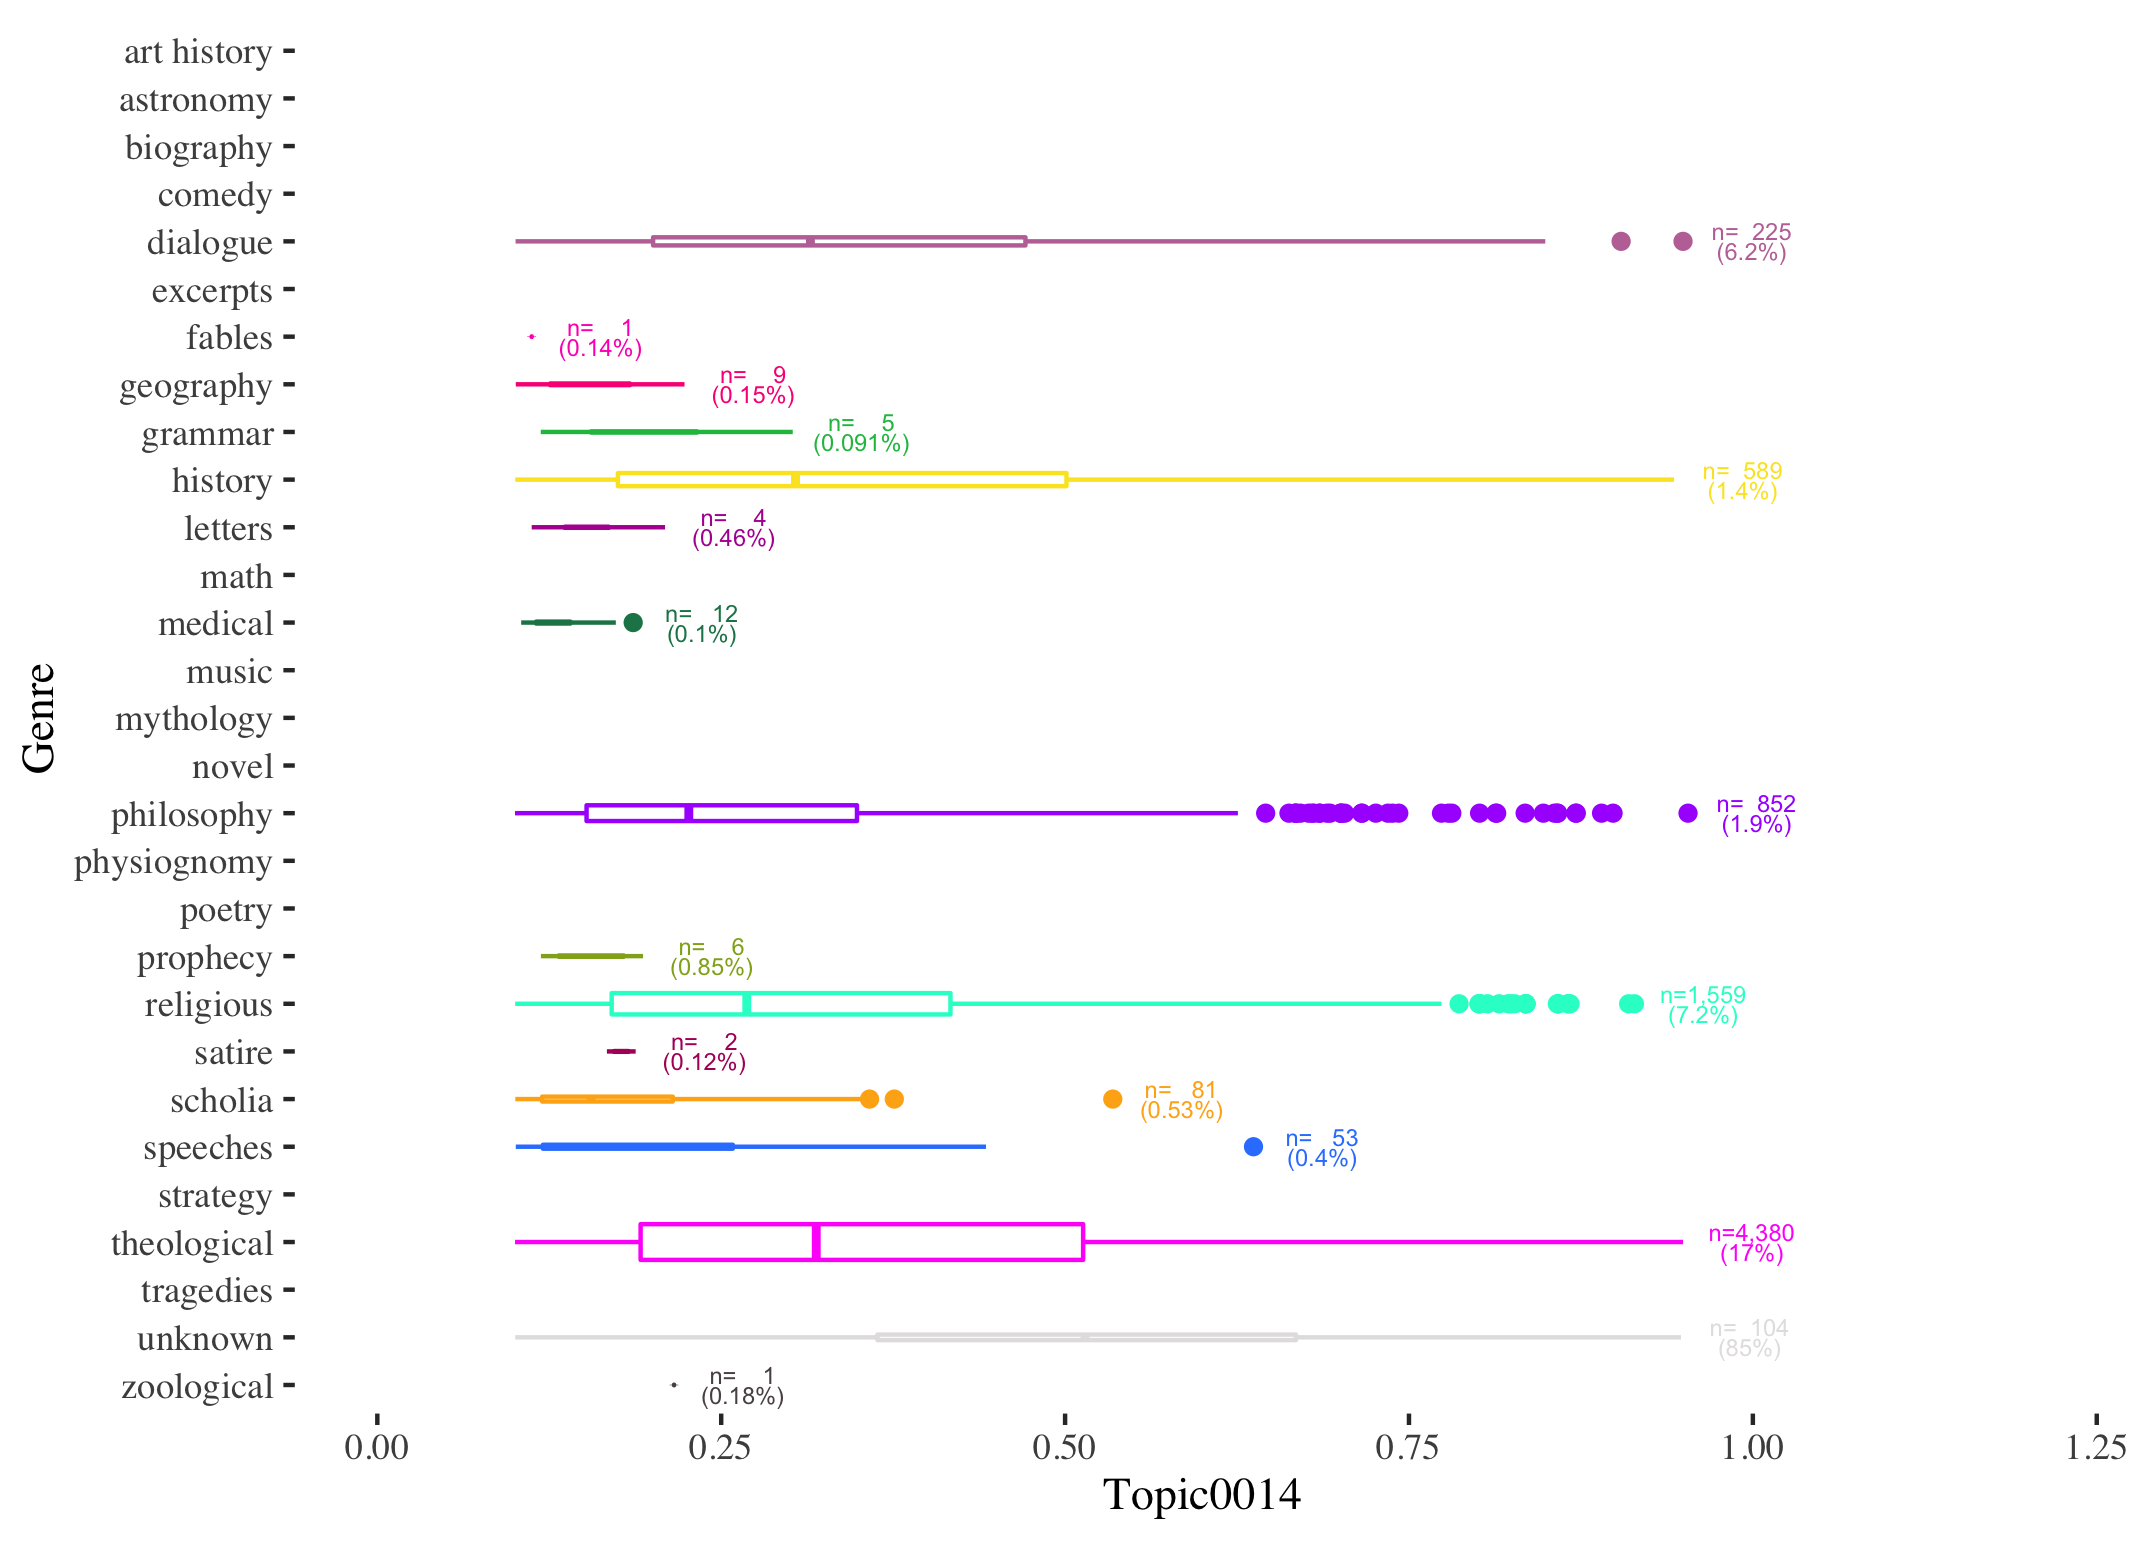 art history
astronomy
biography
comedy
dialogue
n= 225
(6.2%)
excerpts
fables
n= 1
(0.14%)
geography
n= 9
(0.15%)
grammar
n= 5
(0.091%)
history
n= 589
(1.4%)
letters
n= 4
(0.46%)
math
medical
n= 12
(0.1%)
music
mythology
novel
philosophy
n= 852
(1.9%)
physiognomy
poetry
prophecy
n= 6
(0.85%)
religious
n=1,559
(7.2%)
satire
n= 2
(0.12%)
scholia
n= 81
(0.53%)
speeches
n= 53
(0.4%)
strategy
theological
n=4,380
(17%)
tragedies
unknown
n= 104
(85%)
zoological
n= 1
(0.18%)
Genre
0.00 0.25 0.50 0.75 1.00 1.25
Topic0014